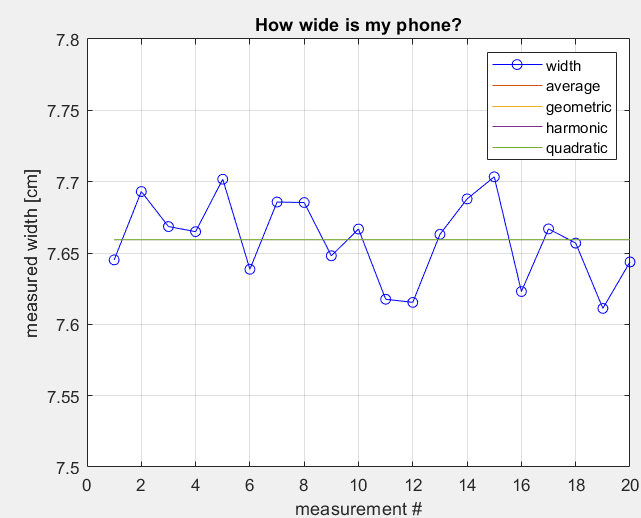 How wide is my phone?
7.8
7.75
7.7
7.65
7.6
7.55
7.5
measured width [cm]
width
average
geometric
harmonic
quadratic
0 2 4 6 8 10 12 14 16 18 20
measurement #